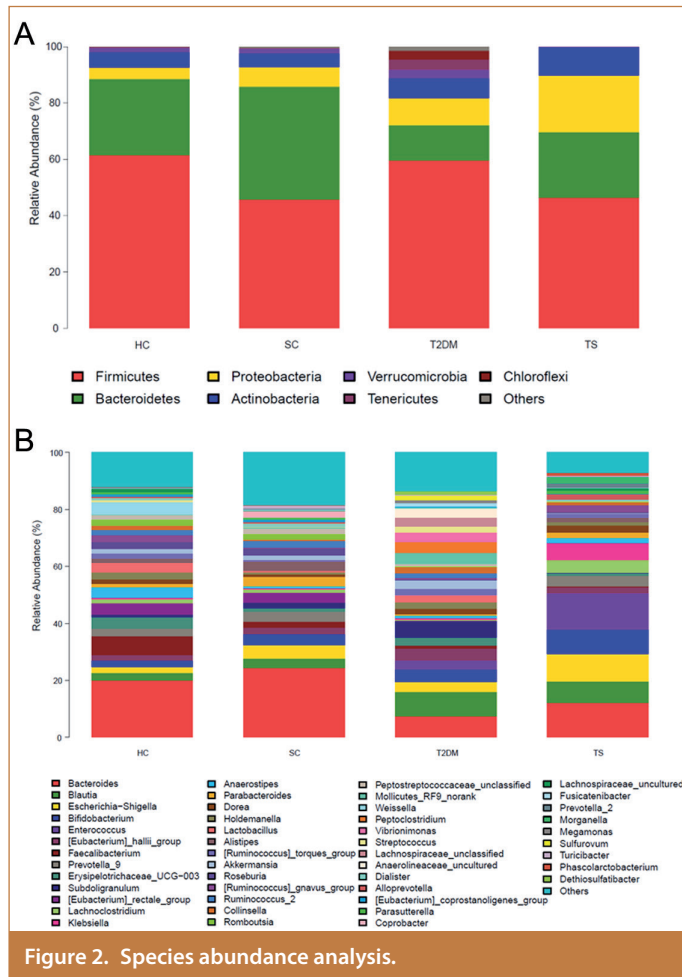 A
Relative Abundance (%)
100
80
60
40
20
0
HC SC T2DM TS
Firmicutes Proteobacteria Verrucomicrobia Chloroflexi
Bacteroidetes Actinobacteria Tenericutes Others
B
Relative Abundance (%)
100
80
60
40
20
0
HC SC T2DM TS
Bacteroides
Blautia
Escherichia-Shigella
Bifidobacterium
Enterococcus
[Eubacterium]_hallii_group
Faecalibacterium
Prevotella_9
Erysipelotrichaceae_UCG-003
Subdoligranulum
[Eubacterium]_rectale_group
Lachnoclostridium
Klebsiella
Anaerostipes
Parabacteroides
Dorea
Holdemanella
Lactobacillus
Alistipes
[Ruminococcus]_torques_group
Akkermansia
Roseburia
[Ruminococcus]_gnavus_group
Ruminococcus_2
Collinsella
Romboutsia
Peptostreptococcaceae_unclassified
Mollicutes_RF9_norank
Weissella
Peptoclostridium
Vibrionimonas
Streptococcus
Lachnospiraceae_unclassified
Anaerolineaceae_uncultured
Dialister
Alloprevotella
[Eubacterium]_coprostanoligenes_group
Parasutterella
Coprobacter
Lachnospiraceae_uncultured
Fusicatenibacter
Prevotella_2
Morganella
Megamonas
Sulfurovum
Turicibacter
Phascolarctobacterium
Dethiosulfatibacter
Others
Figure 2. Species abundance analysis.